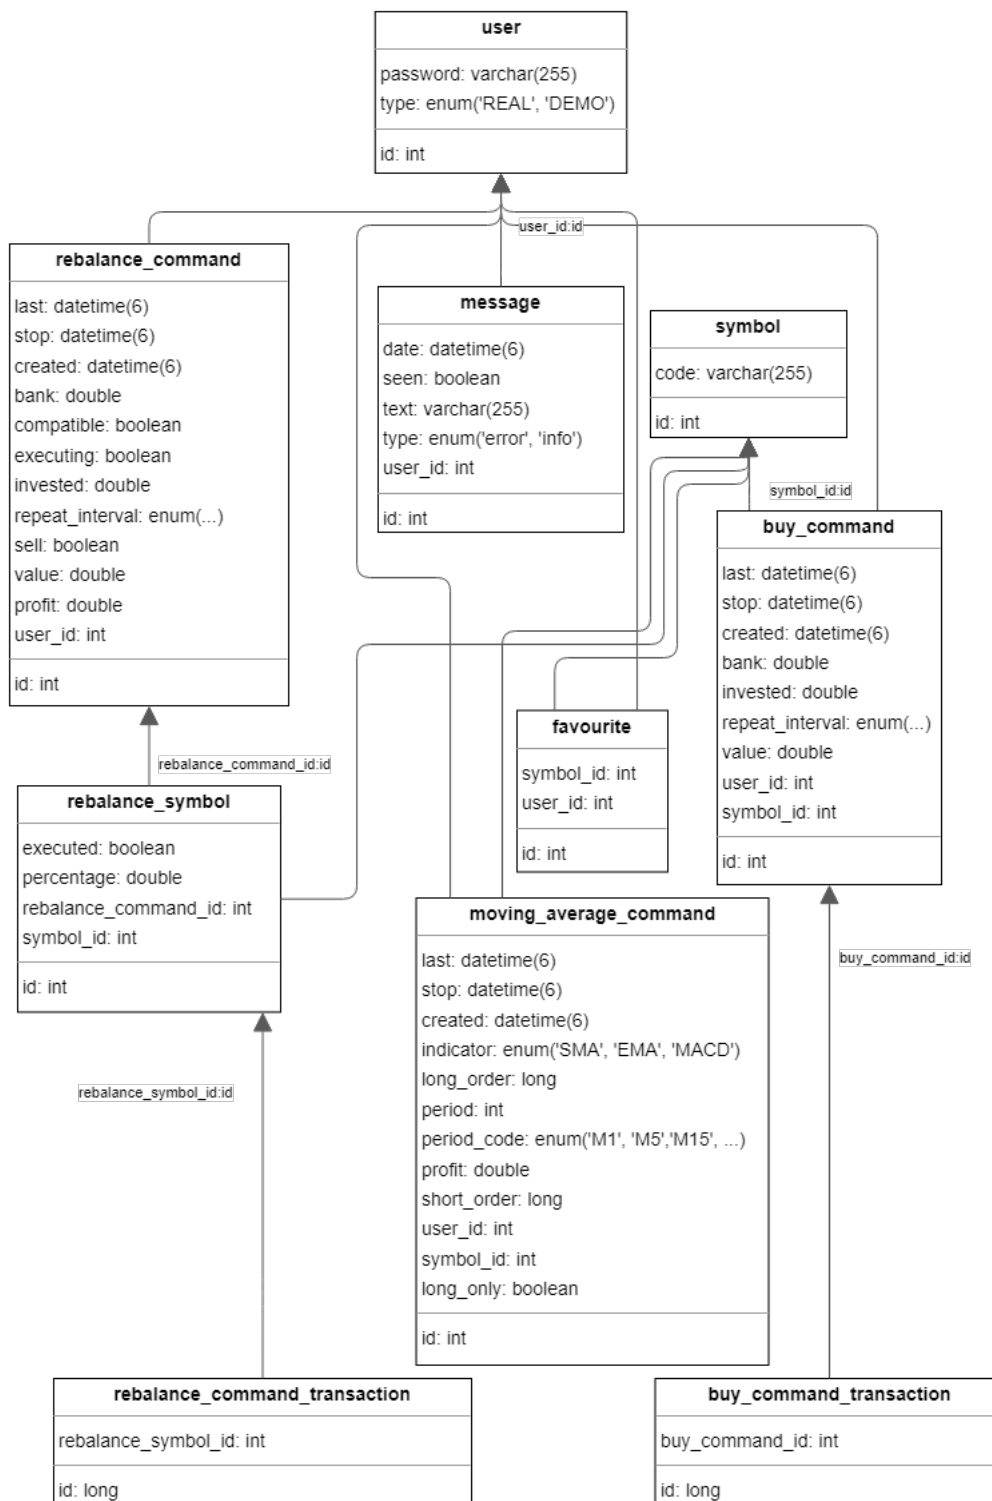 user
password: varchar(255)
type: enum('REAL', 'DEMO')
id: int
user_id:id
rebalance_command
last: datetime(6)
stop: datetime(6)
created: datetime(6)
bank: double
compatible: boolean
executing: boolean
invested: double
repeat_interval: enum(...)
sell: boolean
value: double
profit: double
user_id: int
id: int
message
date: datetime(6)
seen: boolean
text: varchar(255)
type: enum('error', 'info')
user_id: int
id: int
symbol
code: varchar(255)
id: int
symbol_id:id
buy_command
last: datetime(6)
stop: datetime(6)
created: datetime(6)
bank: double
invested: double
repeat_interval: enum(...)
value: double
user_id: int
symbol_id: int
id: int
rebalance_command_id:id
rebalance_symbol
executed: boolean
percentage: double
rebalance_command_id: int
symbol_id: int
id: int
favourite
symbol_id: int
user_id: int
id: int
moving_average_command
last: datetime(6)
stop: datetime(6)
created: datetime(6)
indicator: enum('SMA', 'EMA', 'MACD')
long_order: long
period: int
period_code: enum('M1', 'M5','M15', ...)
profit: double
short_order: long
user_id: int
symbol_id: int
long_only: boolean
id: int
buy_command_id:id
rebalance_symbol_id:id
rebalance_command_transaction
rebalance_symbol_id: int
id: long
buy_command_transaction
buy_command_id: int
id: long